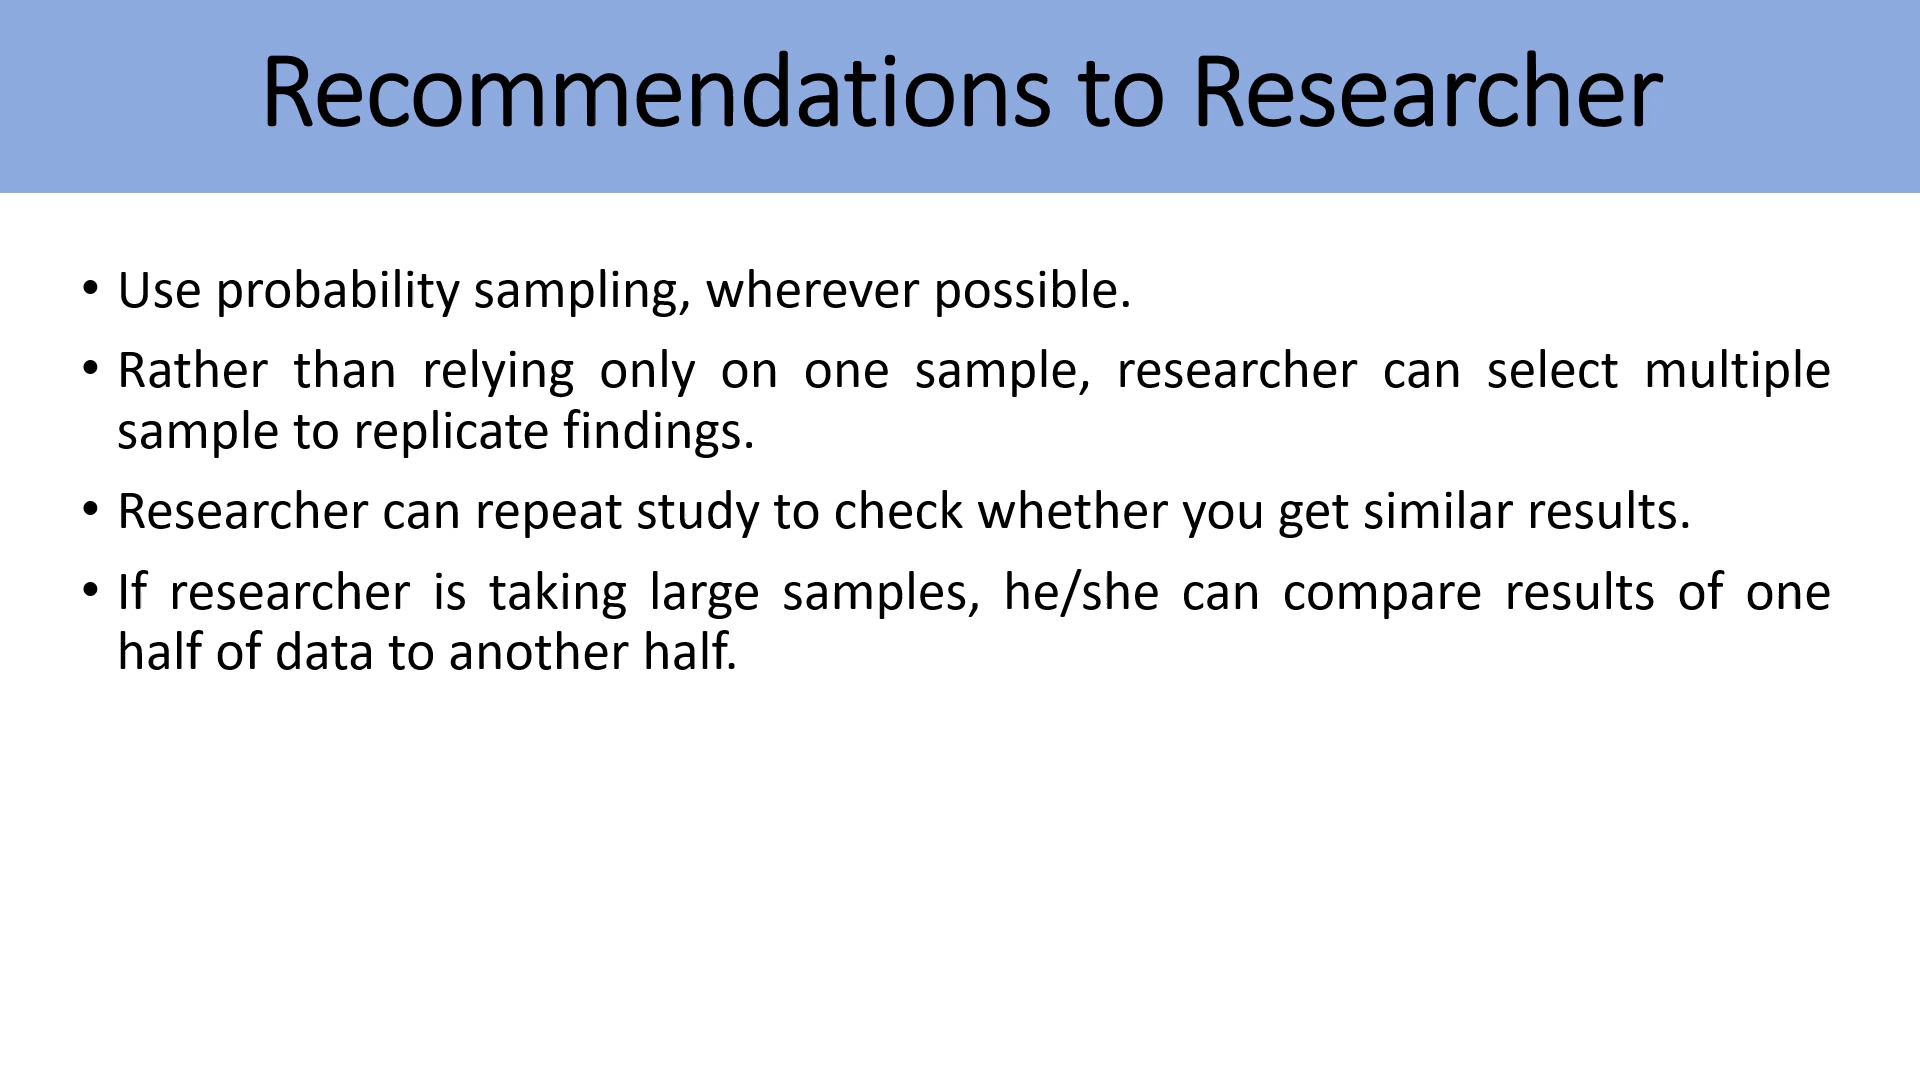 Recommendations to Researcher
• Use probability sampling, wherever possible.
• Rather than relying only on one sample, researcher can select multiple
sample to replicate findings.
• Researcher can repeat study to check whether you get similar results.
• If researcher is taking large samples, he/she can compare results of one
half of data to another half.